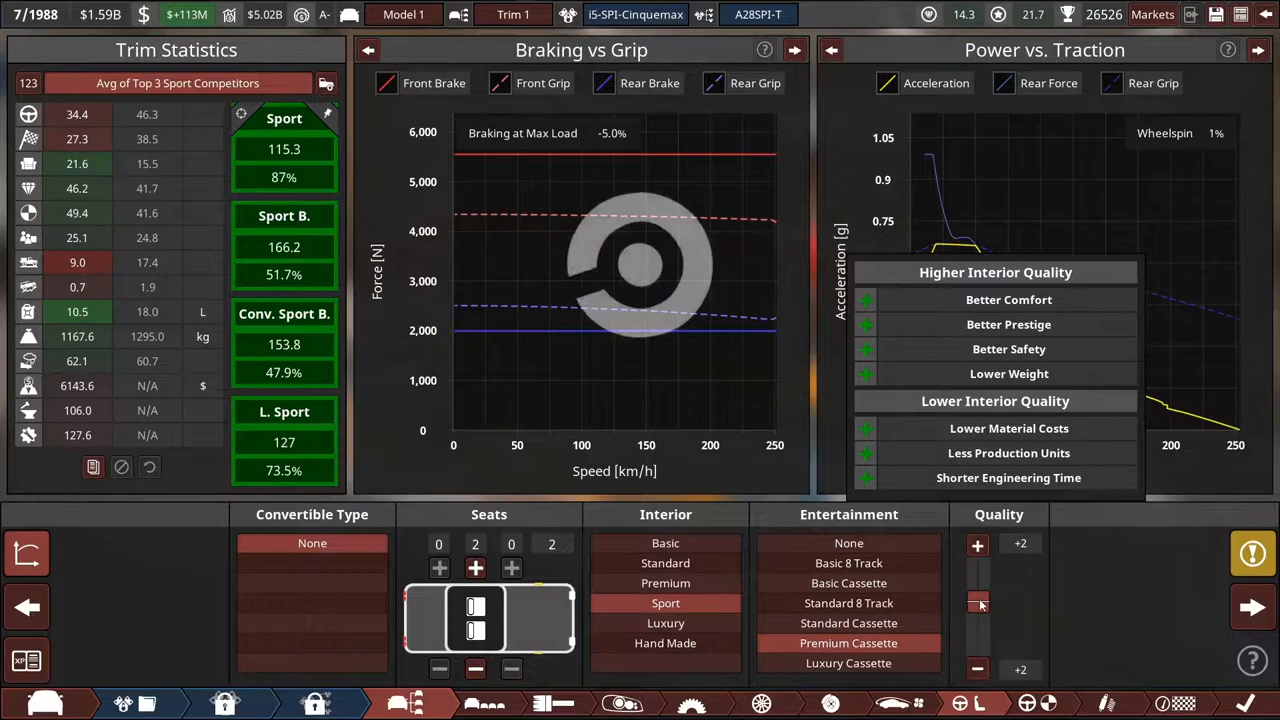 7/1988 $1.59B $+113M $5.02B A- Model 1 Trim 1 i5-SPI-Cinquemax A28SPI-T 14.3 21.7 26526 Markets
Trim Statistics
123 Avg of Top 3 Sport Competitors
34.4 46.3
27.3 38.5
21.6 15.5
46.2 41.7
49.4 41.6
25.1 24.8
9.0 17.4
0.7 1.9
10.5 18.0 L
1167.6 1295.0 kg
62.1 60.7
6143.6 N/A $
106.0 N/A
127.6 N/A
Sport
115.3
87%
Sport B.
166.2
51.7%
Conv. Sport B.
153.8
47.9%
L. Sport
127
73.5%
Braking vs Grip
Front Brake Front Grip Rear Brake Rear Grip
Braking at Max Load -5.0%
6,000
5,000
4,000
3,000
2,000
1,000
0
Force [N]
0 50 100 150 200 250
Speed [km/h]
Power vs. Traction
Acceleration Rear Force Rear Grip
Wheelspin 1%
1.05
0.9
0.75
Acceleration [g]
200 250
Higher Interior Quality
Better Comfort
Better Prestige
Better Safety
Lower Weight
Lower Interior Quality
Lower Material Costs
Less Production Units
Shorter Engineering Time
Convertible Type
None
Seats
0 2 0 2
Interior
Basic
Standard
Premium
Sport
Luxury
Hand Made
Entertainment
None
Basic 8 Track
Basic Cassette
Standard 8 Track
Standard Cassette
Premium Cassette
Luxury Cassette
Quality
+2
+2
XP